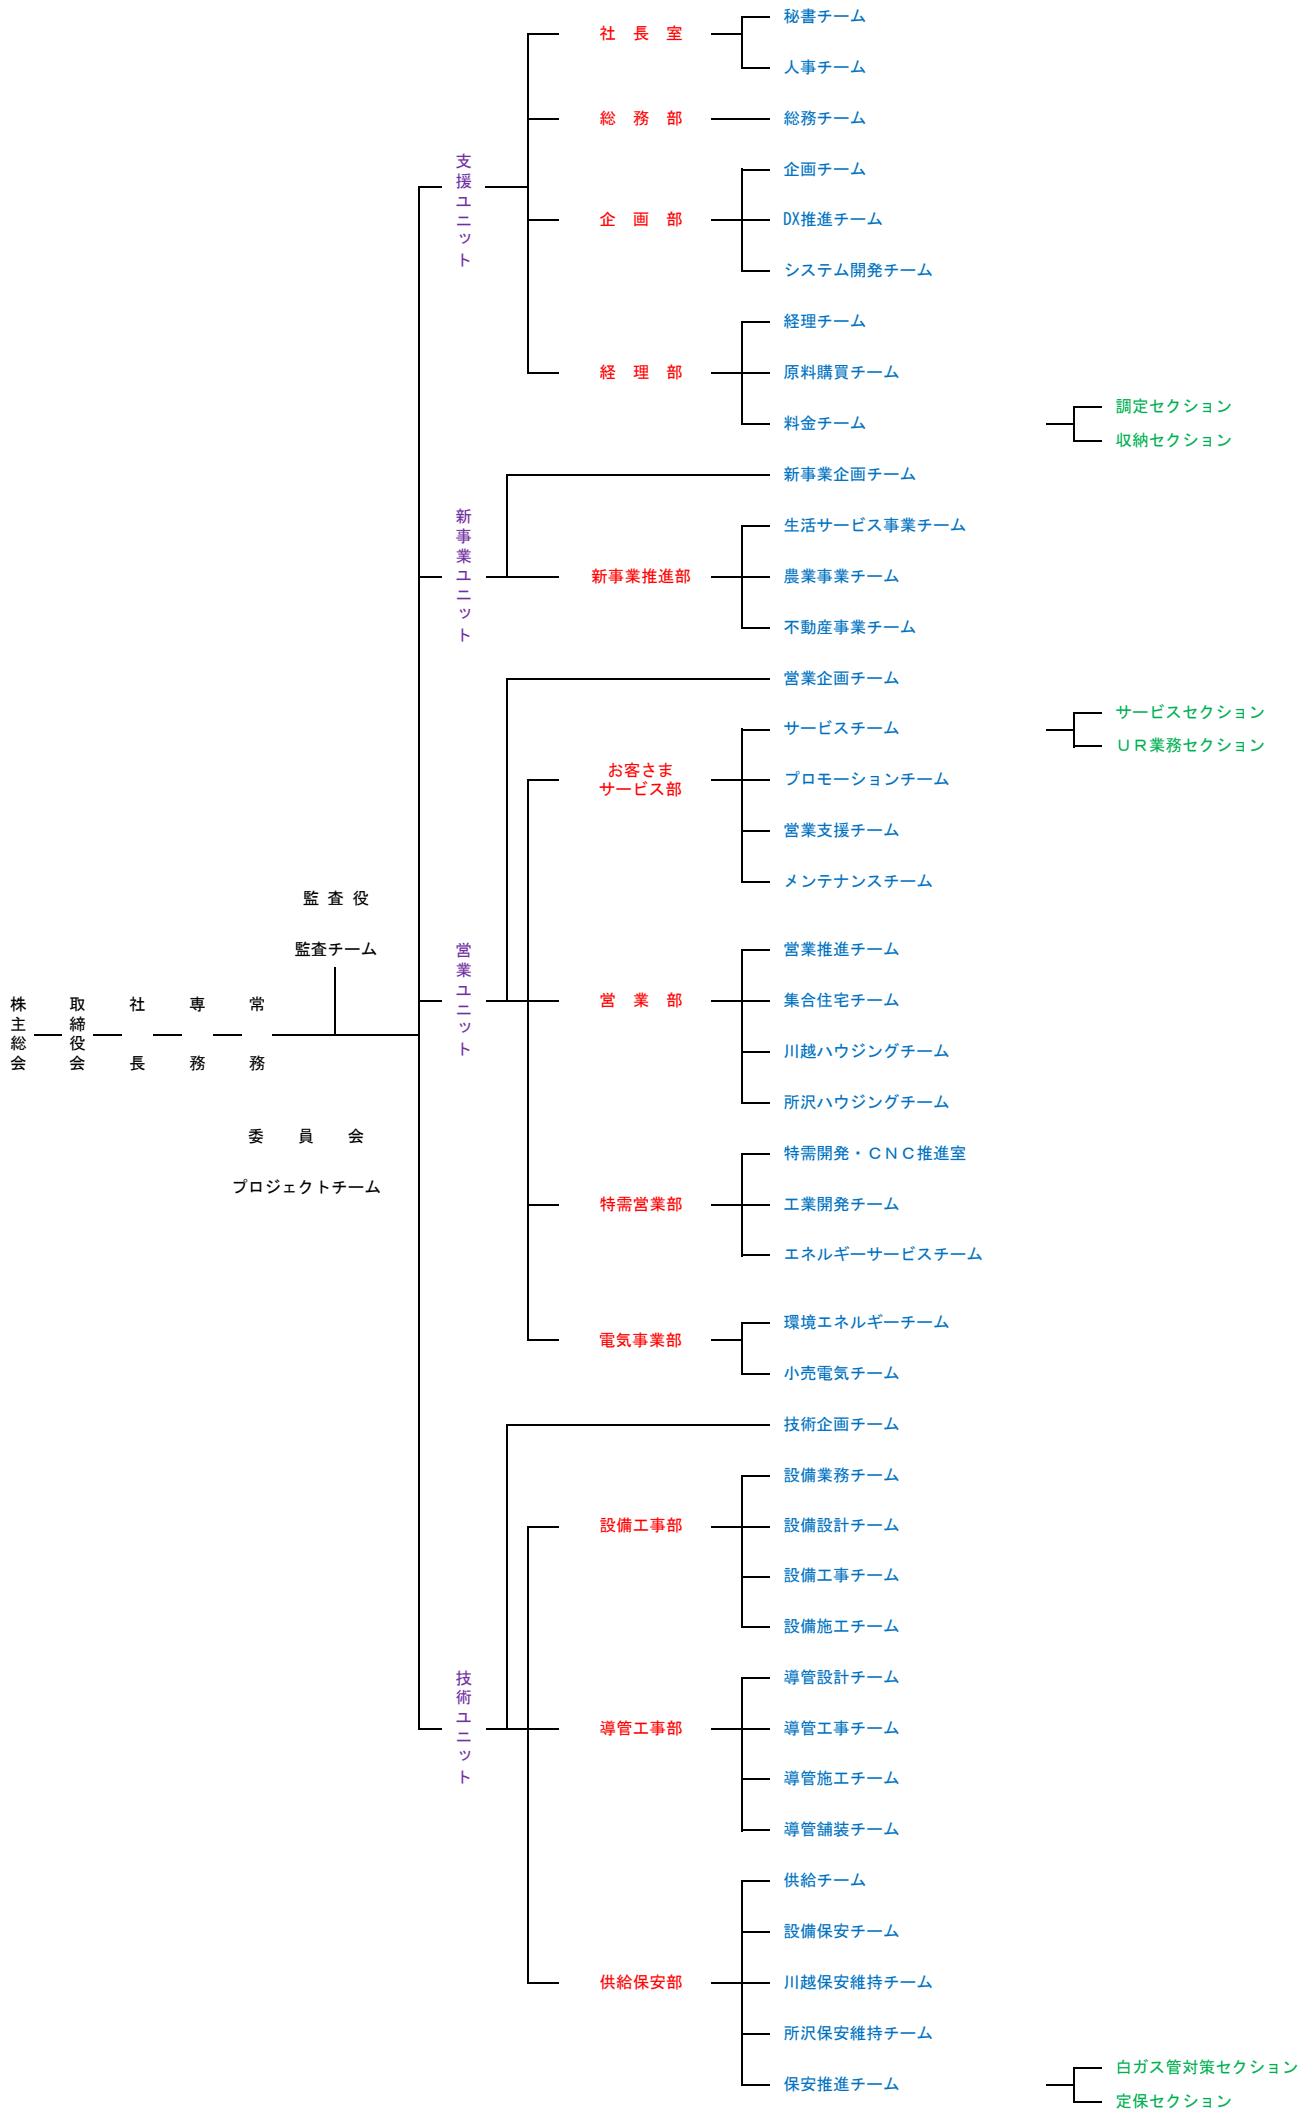 株主総会
取締役会
社長
専務
常務
監査役
監査チーム
委員会
プロジェクトチーム
支援ユニット
社長室
秘書チーム
人事チーム
総務部
総務チーム
企画部
企画チーム
DX推進チーム
システム開発チーム
経理部
経理チーム
原料購買チーム
料金チーム
調定セクション
収納セクション
新事業ユニット
新事業企画チーム
新事業推進部
生活サービス事業チーム
農業事業チーム
不動産事業チーム
営業ユニット
営業企画チーム
お客さま
サービス部
サービスチーム
サービスセクション
UR業務セクション
プロモーションチーム
営業支援チーム
メンテナンスチーム
営業部
営業推進チーム
集合住宅チーム
川越ハウジングチーム
所沢ハウジングチーム
特需営業部
特需開発・CNC推進室
工業開発チーム
エネルギーサービスチーム
電気事業部
環境エネルギーチーム
小売電気チーム
技術ユニット
技術企画チーム
設備工事部
設備業務チーム
設備設計チーム
設備工事チーム
設備施工チーム
導管工事部
導管設計チーム
導管工事チーム
導管施工チーム
導管舗装チーム
供給保安部
供給チーム
設備保安チーム
川越保安維持チーム
所沢保安維持チーム
保安推進チーム
白ガス管対策セクション
定保セクション